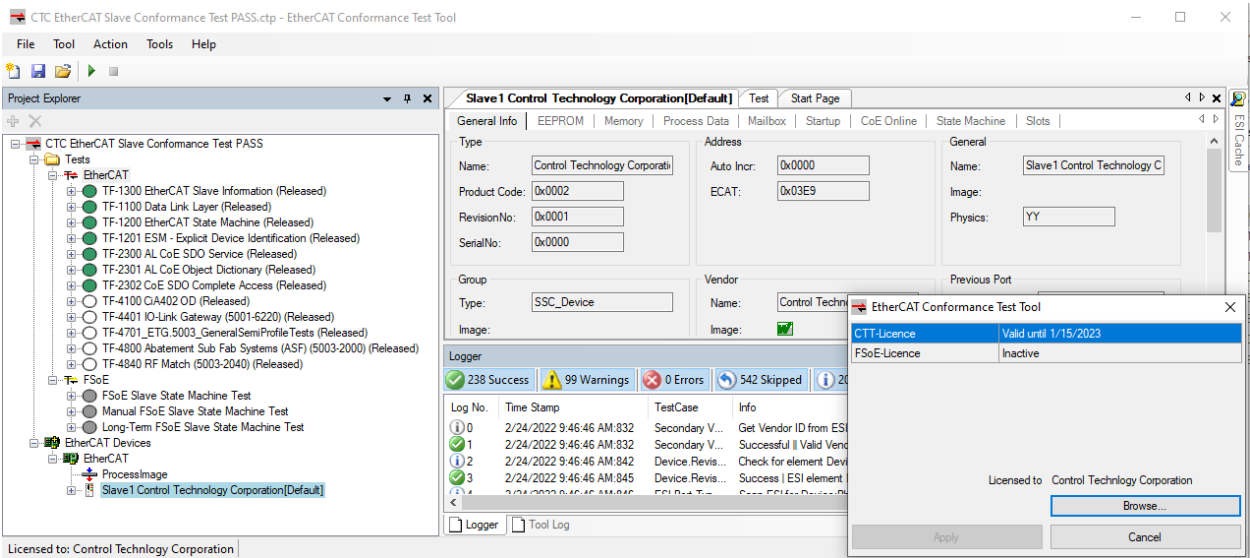 CTC EtherCAT Slave Conformance Test PASS.ctp - EtherCAT Conformance Test Tool
File Tool Action Tools Help
Project Explorer
CTC EtherCAT Slave Conformance Test PASS
Tests
EtherCAT
TF-1300 EtherCAT Slave Information (Released)
TF-1100 Data Link Layer (Released)
TF-1200 EtherCAT State Machine (Released)
TF-1201 ESM - Explicit Device Identification (Released)
TF-2300 AL CoE SDO Service (Released)
TF-2301 AL CoE Object Dictionary (Released)
TF-2302 CoE SDO Complete Access (Released)
TF-4100 CiA402 OD (Released)
TF-4401 IO-Link Gateway (5001-6220) (Released)
TF-4701_ETG.5003_GeneralSemiProfileTests (Released)
TF-4800 Abatement Sub Fab Systems (ASF) (5003-2000) (Released)
TF-4840 RF Match (5003-2040) (Released)
FSoE
FSoE Slave State Machine Test
Manual FSoE Slave State Machine Test
Long-Term FSoE Slave State Machine Test
EtherCAT Devices
EtherCAT
ProcessImage
Slave1 Control Technology Corporation[Default]
Licensed to: Control Technlogy Corporation
Slave1 Control Technology Corporation[Default] Test Start Page
General Info EEPROM Memory Process Data Mailbox Startup CoE Online State Machine Slots
Type Address General
Name: Control Technology Corporati Auto Incr: 0x0000 Name: Slave1 Control Technology C
Product Code: 0x0002 ECAT: 0x03E9 Image:
RevisionNo: 0x0001 Physics: YY
SerialNo: 0x0000
Group Vendor Previous Port
Type: SSC_Device Name: Control Techno
Image: Image:
ESI Cache
Logger
238 Success 99 Warnings 0 Errors 542 Skipped 20
Log No. Time Stamp TestCase Info
0 2/24/2022 9:46:46 AM:832 Secondary V... Get Vendor ID from ESI
1 2/24/2022 9:46:46 AM:832 Secondary V... Successful || Valid Vend
2 2/24/2022 9:46:46 AM:842 Device.Revis... Check for element Devi
3 2/24/2022 9:46:46 AM:845 Device.Revis... Success | ESI element
Logger Tool Log
EtherCAT Conformance Test Tool
CTT-Licence Valid until 1/15/2023
FSoE-Licence Inactive
Licensed to Control Technlogy Corporation
Browse...
Apply Cancel